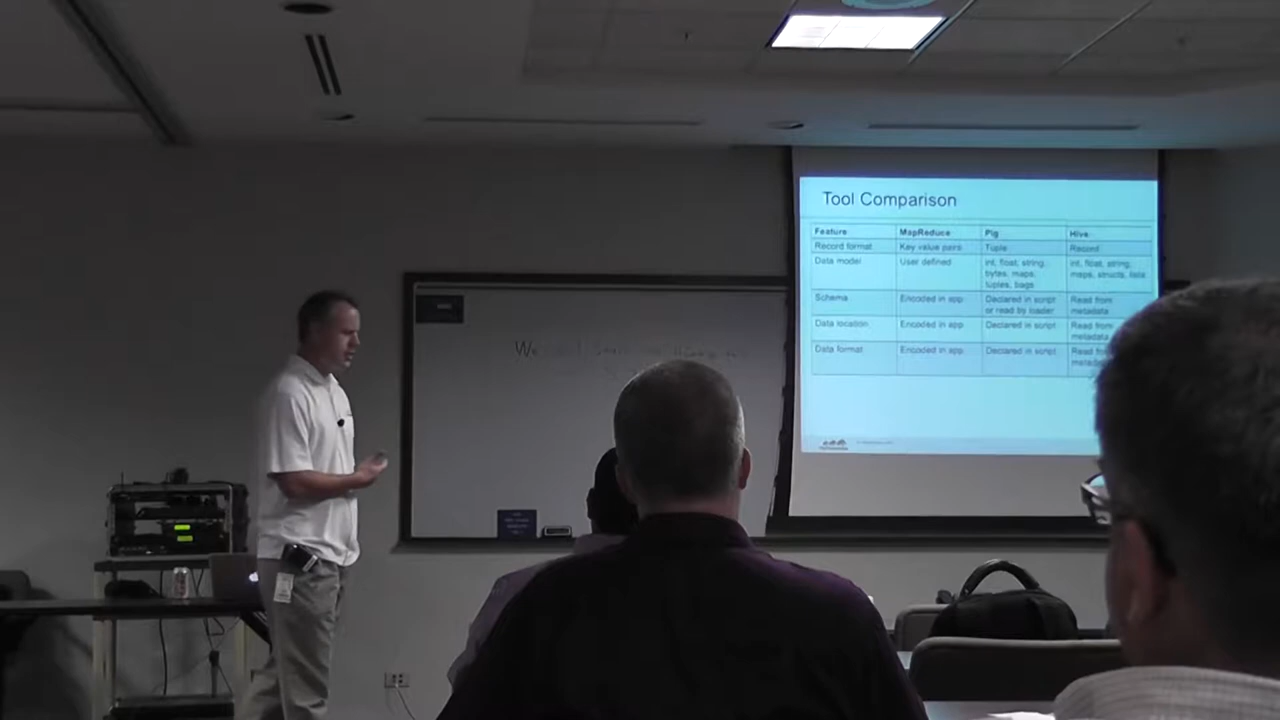 Tool Comparison
Feature MapReduce Pig Hive
Record format Key value pairs Tuple Record
Data model User defined int, float, string, bytes, maps, tuples, bags int, float, string, maps, structs, lists
Schema Encoded in app Declared in script or read by loader Read from metadata
Data location Encoded in app Declared in script Read from metadata
Data format Encoded in app Declared in script Read
We